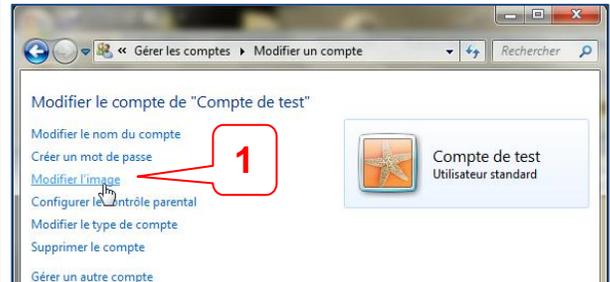 « Gérer les comptes ▸ Modifier un compte
Rechercher
Modifier le compte de "Compte de test"
Modifier le nom du compte
Créer un mot de passe
Modifier l'image
Configurer le contrôle parental
Modifier le type de compte
Supprimer le compte
Gérer un autre compte
1
Compte de test
Utilisateur standard